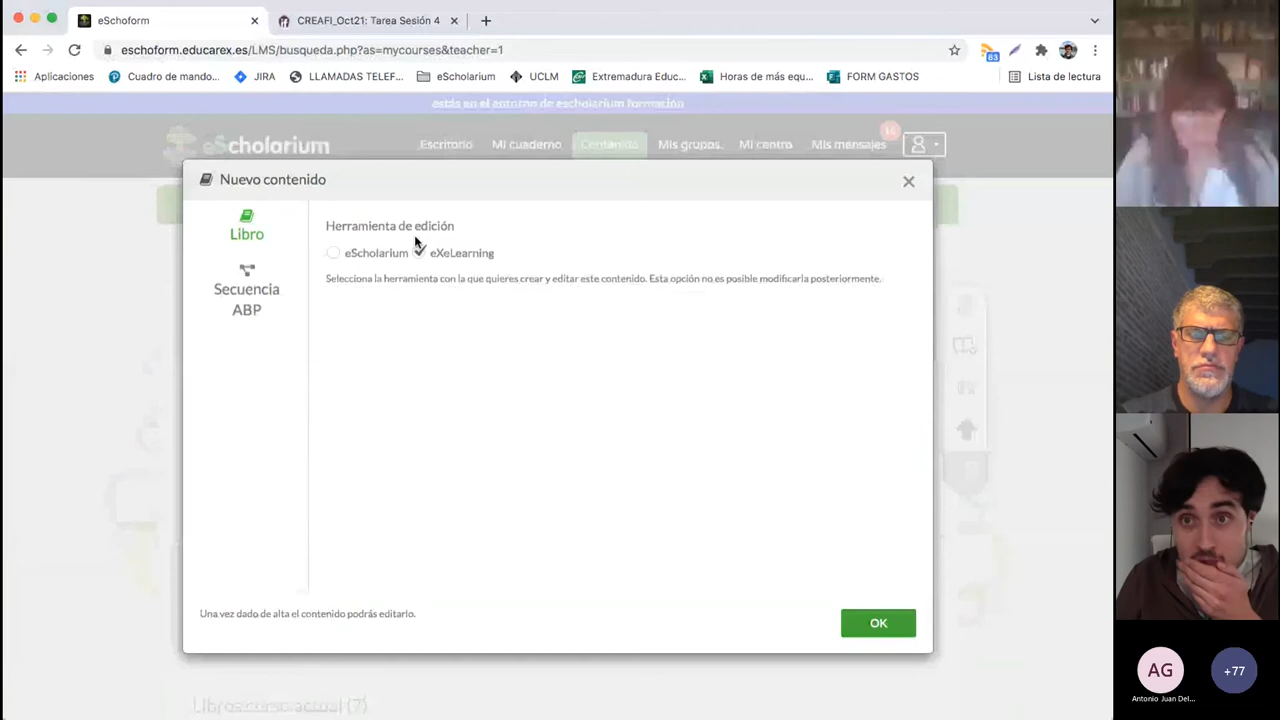 eSchoform
CREAFI_Oct21: Tarea Sesión 4
eschoform.educarex.es/LMS/busqueda.php?as=mycourses&teacher=1
83
Aplicaciones
Cuadro de mando...
JIRA
LLAMADAS TELEF...
eScholarium
UCLM
Extremadura Educ...
Horas de más equ...
FORM GASTOS
Lista de lectura
estás en el entorno de escholarium formación
eScholarium
Escritorio
Mi cuaderno
Contenido
Mis grupos
Mi centro
Mis mensajes
Nuevo contenido
Libro
Secuencia
ABP
Herramienta de edición
eScholarium
eXeLearning
Selecciona la herramienta con la que quieres crear y editar este contenido. Esta opción no es posible modificarla posteriormente.
Una vez dado de alta el contenido podrás editarlo.
OK
Libros curso actual (7)
AG
Antonio Juan Del...
+77